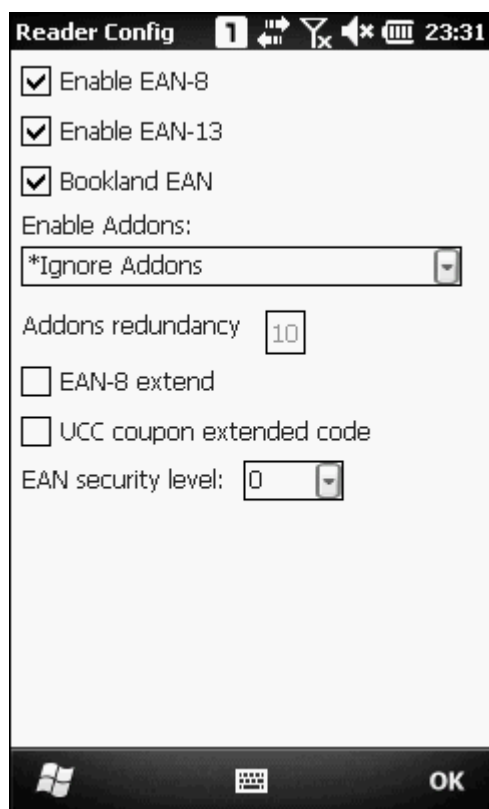 Reader Config 1 23:31
Enable EAN-8
Enable EAN-13
Bookland EAN
Enable Addons:
*Ignore Addons
Addons redundancy 10
EAN-8 extend
UCC coupon extended code
EAN security level: 0
OK